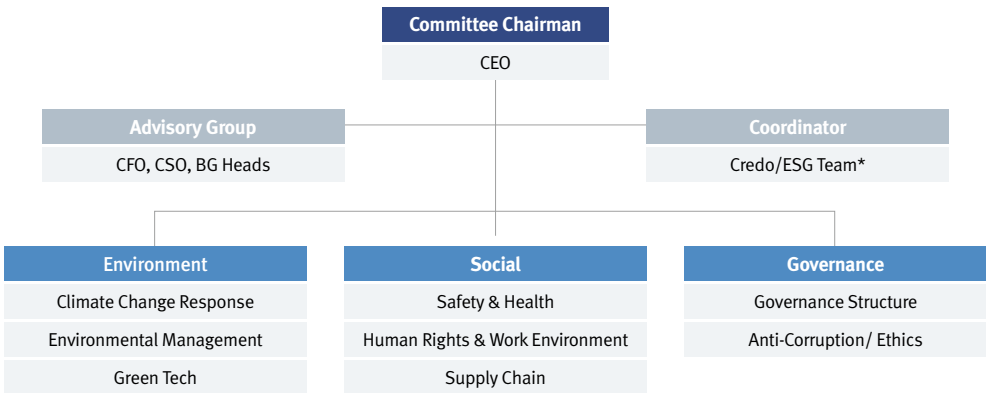 Committee Chairman
CEO
Advisory Group
CFO, CSO, BG Heads
Coordinator
Credo/ESG Team*
Environment
Climate Change Response
Environmental Management
Green Tech
Social
Safety & Health
Human Rights & Work Environment
Supply Chain
Governance
Governance Structure
Anti-Corruption/ Ethics